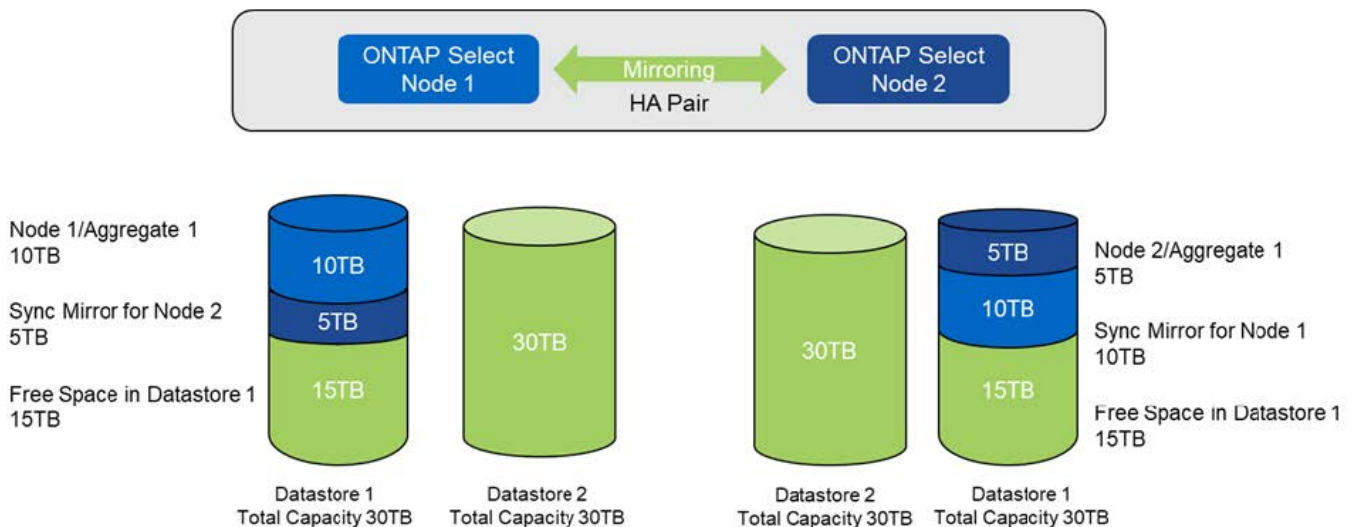 ONTAP Select
Node 1
Mirroring
HA Pair
ONTAP Select
Node 2
Node 1/Aggregate 1
10TB
Sync Mirror for Node 2
5TB
Free Space in Datastore 1
15TB
10TB
5TB
15TB
30TB
30TB
5TB
10TB
15TB
Node 2/Aggregate 1
5TB
Sync Mirror for Node 1
10TB
Free Space in Datastore 1
15TB
Datastore 1
Total Capacity 30TB
Datastore 2
Total Capacity 30TB
Datastore 2
Total Capacity 30TB
Datastore 1
Total Capacity 30TB